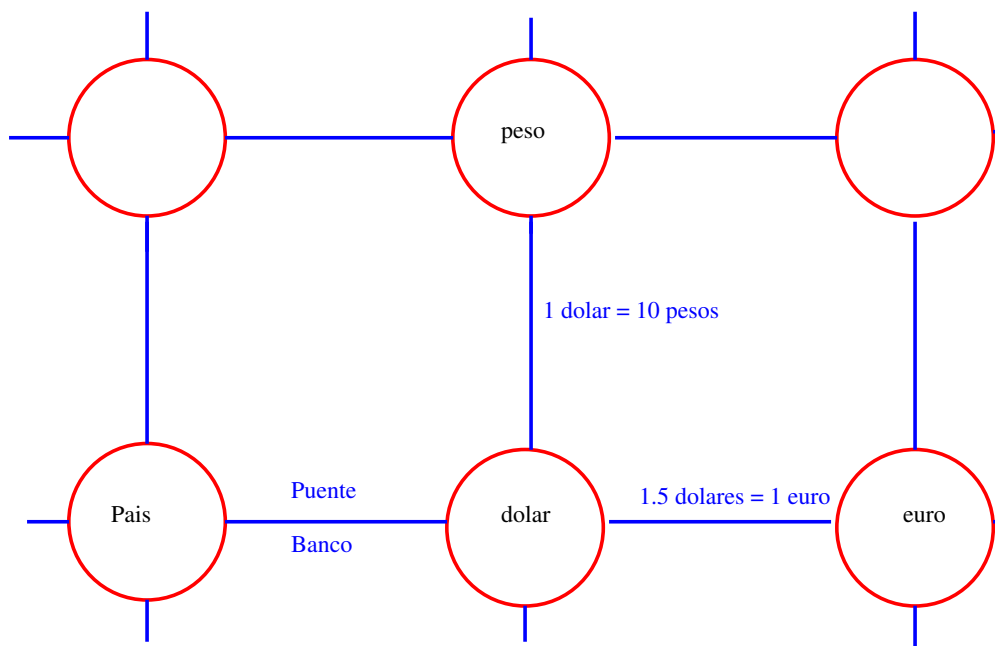 peso
1 dolar = 10 pesos
Puente
Banco
1.5 dolares = 1 euro
Pais
dolar
euro